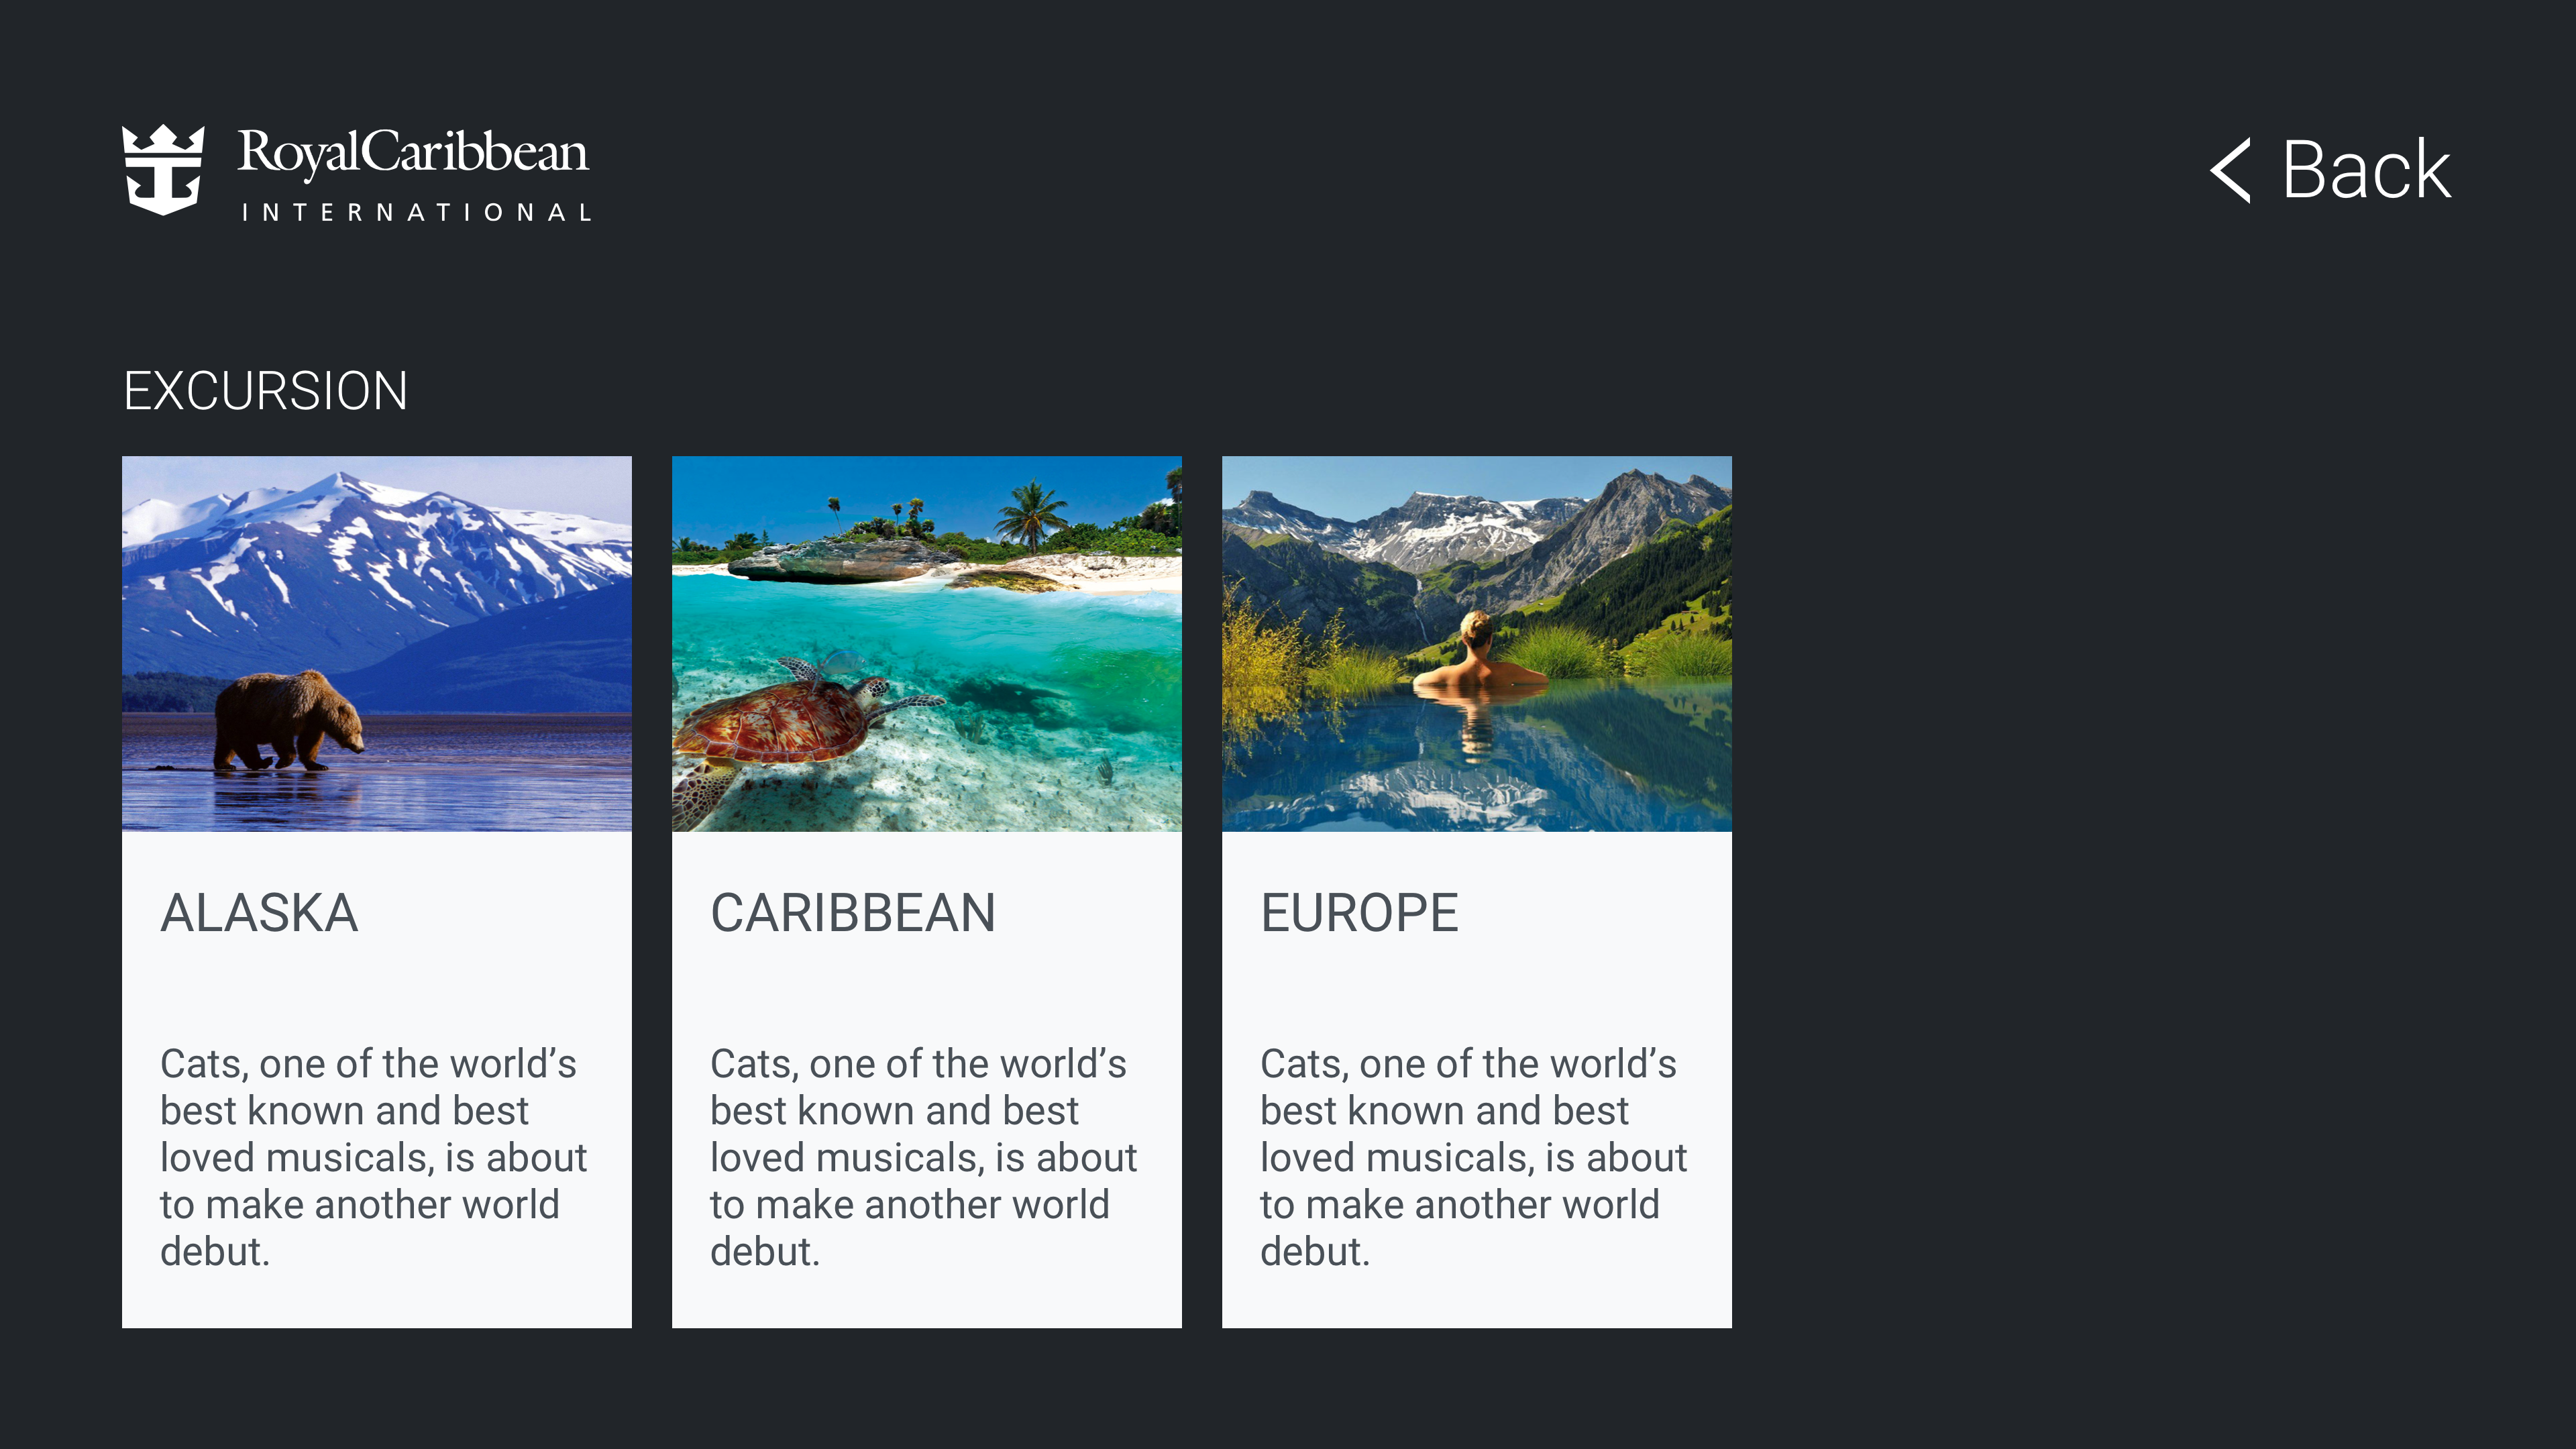 RoyalCaribbean
INTERNATIONAL
Back
EXCURSION
ALASKA
Cats, one of the world’s
best known and best
loved musicals, is about
to make another world
debut.
CARIBBEAN
Cats, one of the world’s
best known and best
loved musicals, is about
to make another world
debut.
EUROPE
Cats, one of the world’s
best known and best
loved musicals, is about
to make another world
debut.